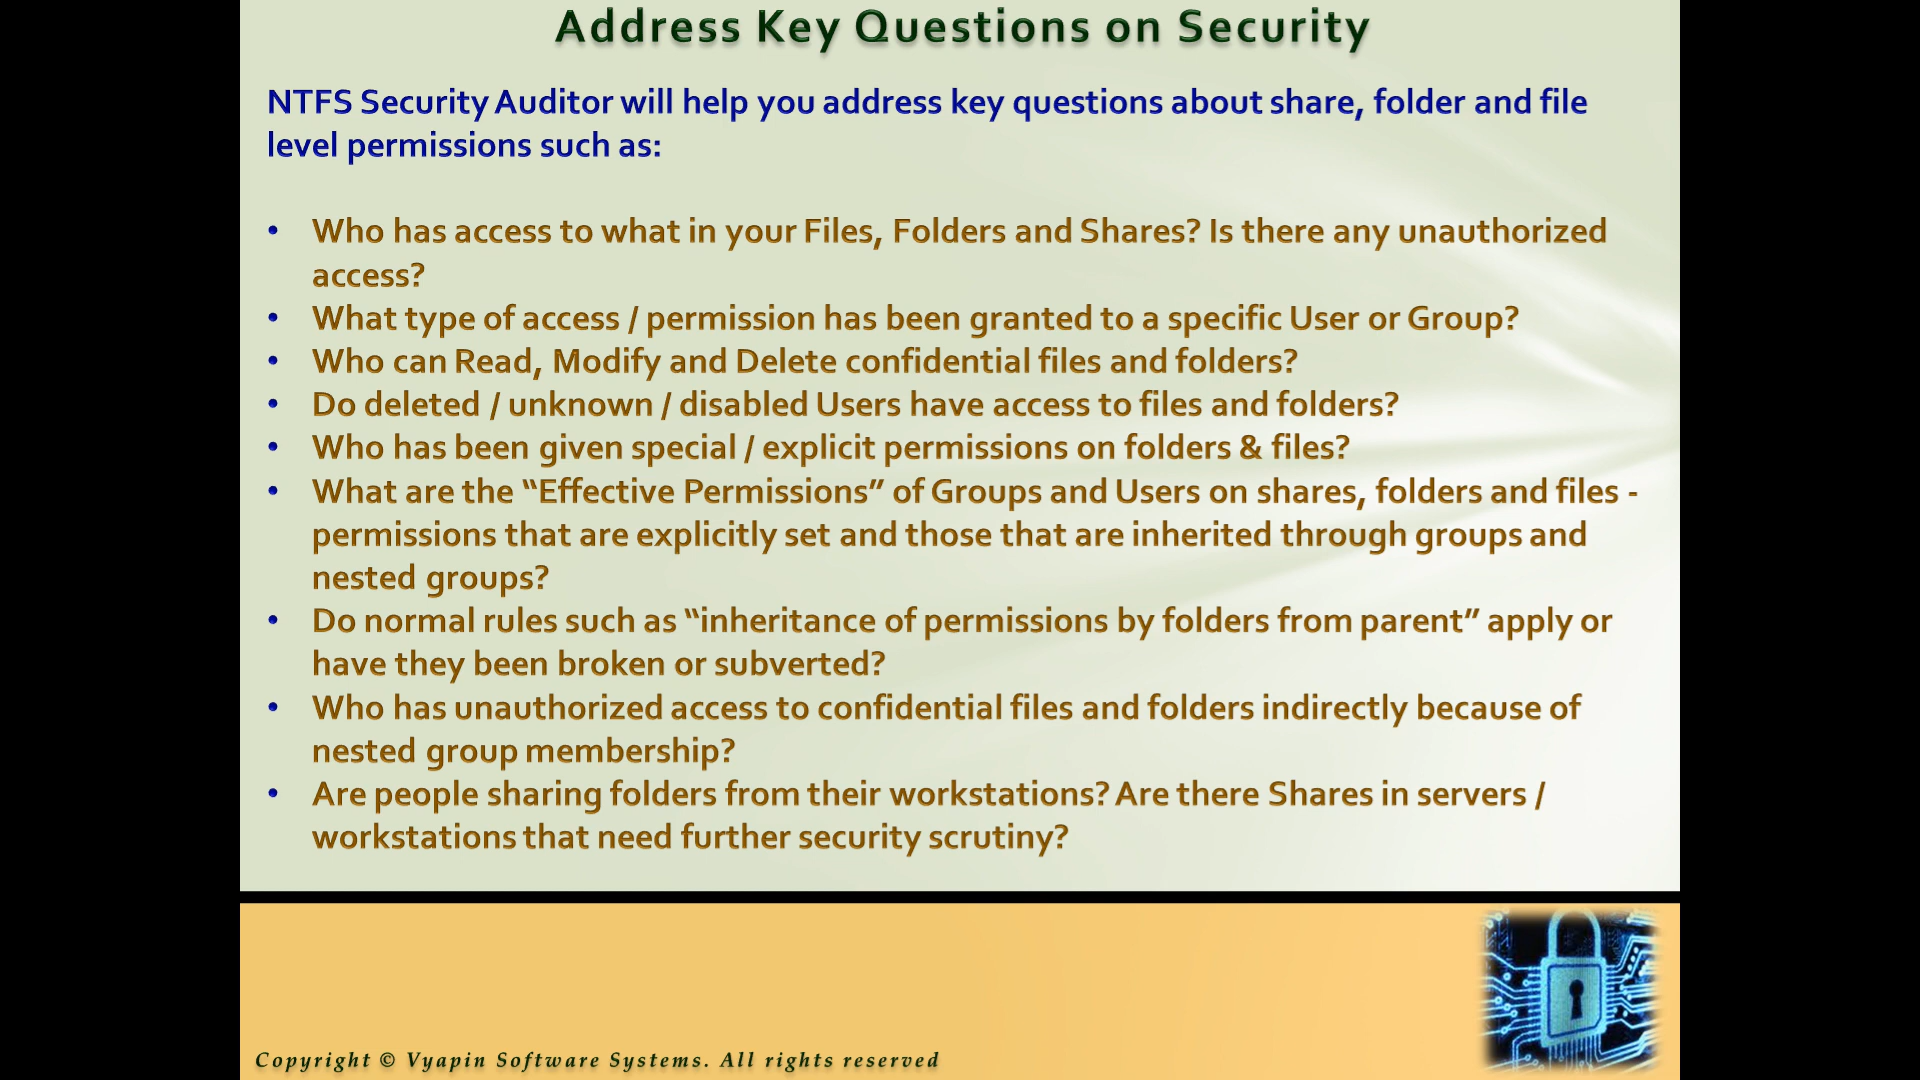 Address Key Questions on Security
NTFS Security Auditor will help you address key questions about share, folder and file
level permissions such as:
• Who has access to what in your Files, Folders and Shares? Is there any unauthorized
access?
• What type of access / permission has been granted to a specific User or Group?
• Who can Read, Modify and Delete confidential files and folders?
• Do deleted / unknown / disabled Users have access to files and folders?
• Who has been given special / explicit permissions on folders & files?
• What are the “Effective Permissions” of Groups and Users on shares, folders and files -
permissions that are explicitly set and those that are inherited through groups and
nested groups?
• Do normal rules such as “inheritance of permissions by folders from parent” apply or
have they been broken or subverted?
• Who has unauthorized access to confidential files and folders indirectly because of
nested group membership?
• Are people sharing folders from their workstations? Are there Shares in servers /
workstations that need further security scrutiny?
Copyright © Vyapin Software Systems. All rights reserved